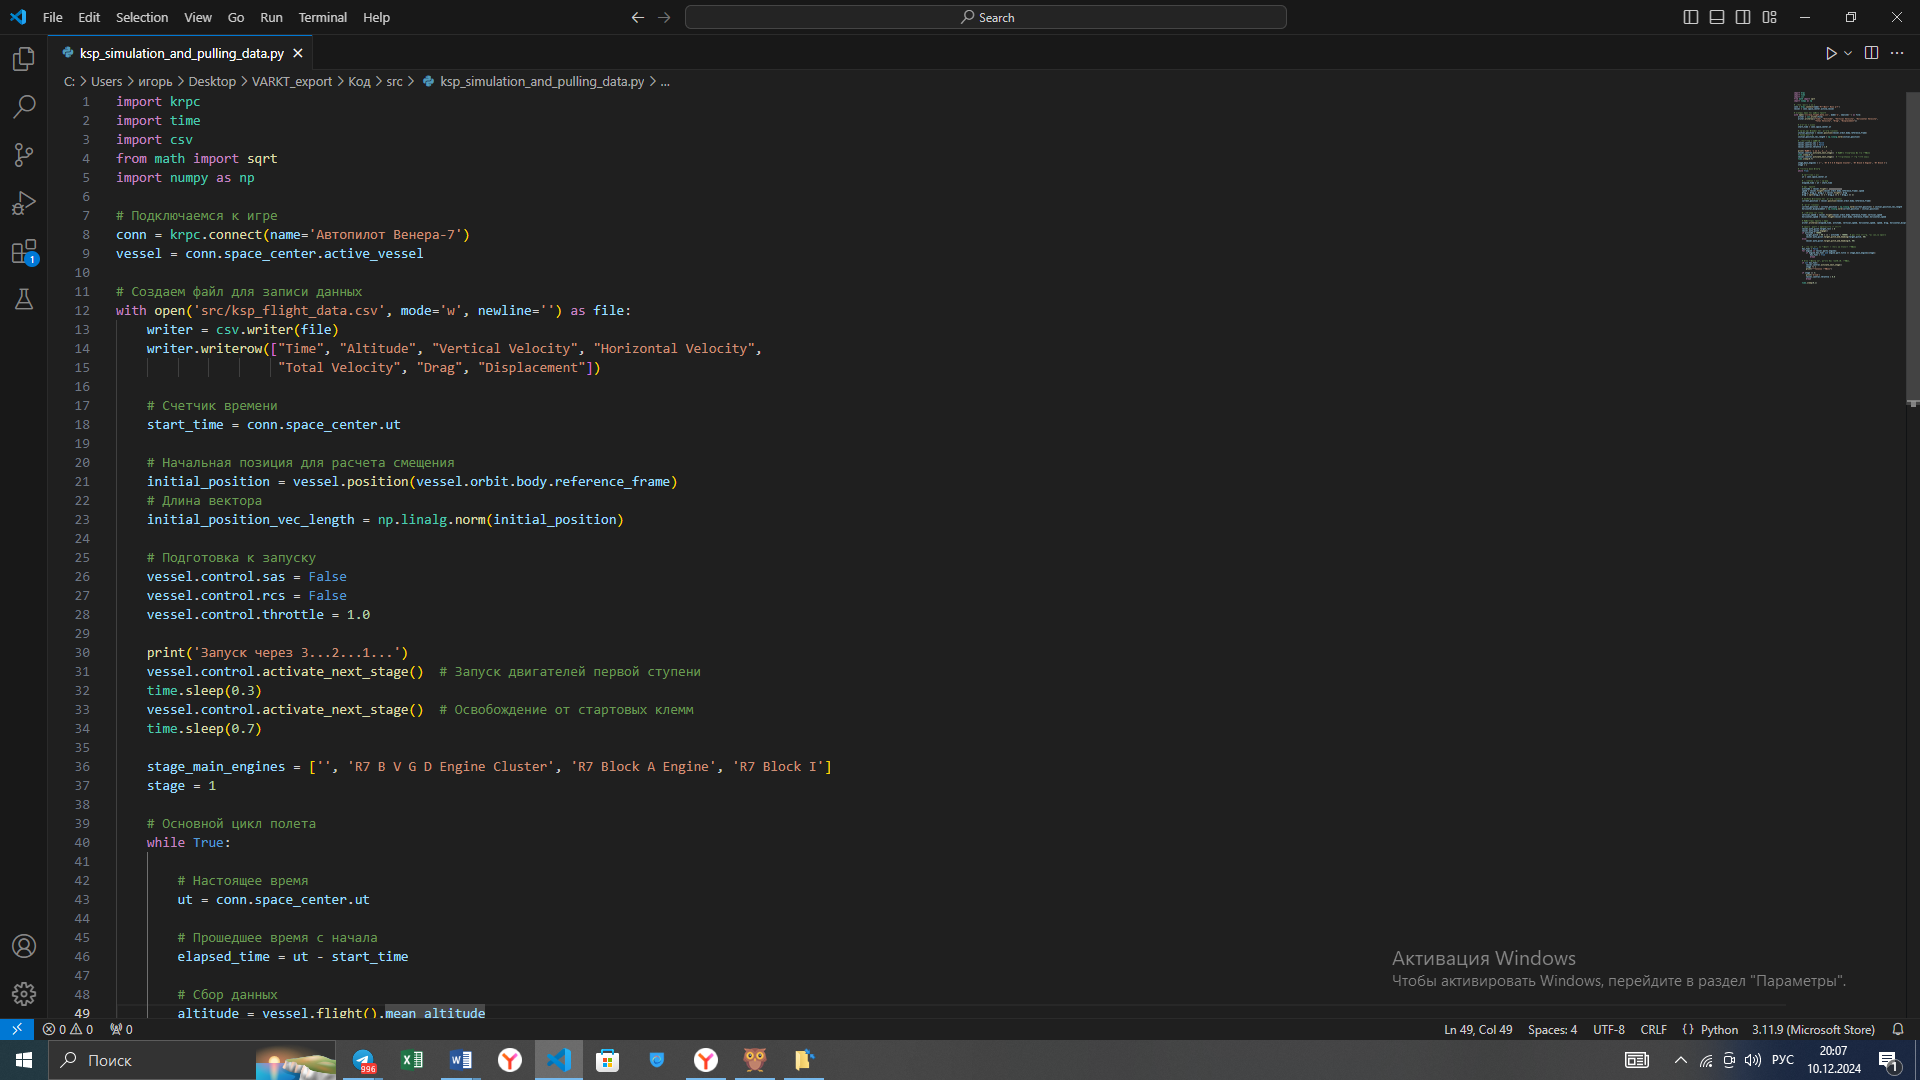 File Edit Selection View Go Run Terminal Help
Search
ksp_simulation_and_pulling_data.py
C: > Users > игорь > Desktop > VARKT_export > Код > src > ksp_simulation_and_pulling_data.py > ...
1 import krpc
2 import time
3 import csv
4 from math import sqrt
5 import numpy as np
6
7 # Подключаемся к игре
8 conn = krpc.connect(name='Автопилот Венера-7')
9 vessel = conn.space_center.active_vessel
10
11 # Создаем файл для записи данных
12 with open('src/ksp_flight_data.csv', mode='w', newline='') as file:
13 writer = csv.writer(file)
14 writer.writerow(["Time", "Altitude", "Vertical Velocity", "Horizontal Velocity",
15 "Total Velocity", "Drag", "Displacement"])
16
17 # Счетчик времени
18 start_time = conn.space_center.ut
19
20 # Начальная позиция для расчета смещения
21 initial_position = vessel.position(vessel.orbit.body.reference_frame)
22 # Длина вектора
23 initial_position_vec_length = np.linalg.norm(initial_position)
24
25 # Подготовка к запуску
26 vessel.control.sas = False
27 vessel.control.rcs = False
28 vessel.control.throttle = 1.0
29
30 print('Запуск через 3...2...1...')
31 vessel.control.activate_next_stage() # Запуск двигателей первой ступени
32 time.sleep(0.3)
33 vessel.control.activate_next_stage() # Освобождение от стартовых клемм
34 time.sleep(0.7)
35
36 stage_main_engines = ['', 'R7 B V G D Engine Cluster', 'R7 Block A Engine', 'R7 Block I']
37 stage = 1
38
39 # Основной цикл полета
40 while True:
41
42 # Настоящее время
43 ut = conn.space_center.ut
44
45 # Прошедшее время с начала
46 elapsed_time = ut - start_time
47
48 # Сбор данных
49 altitude = vessel.flight().mean_altitude
1
Активация Windows
Чтобы активировать Windows, перейдите в раздел "Параметры".
0 0 0
Ln 49, Col 49 Spaces: 4 UTF-8 CRLF {} Python 3.11.9 (Microsoft Store)
Поиск
996
РУС
20:07
10.12.2024
1